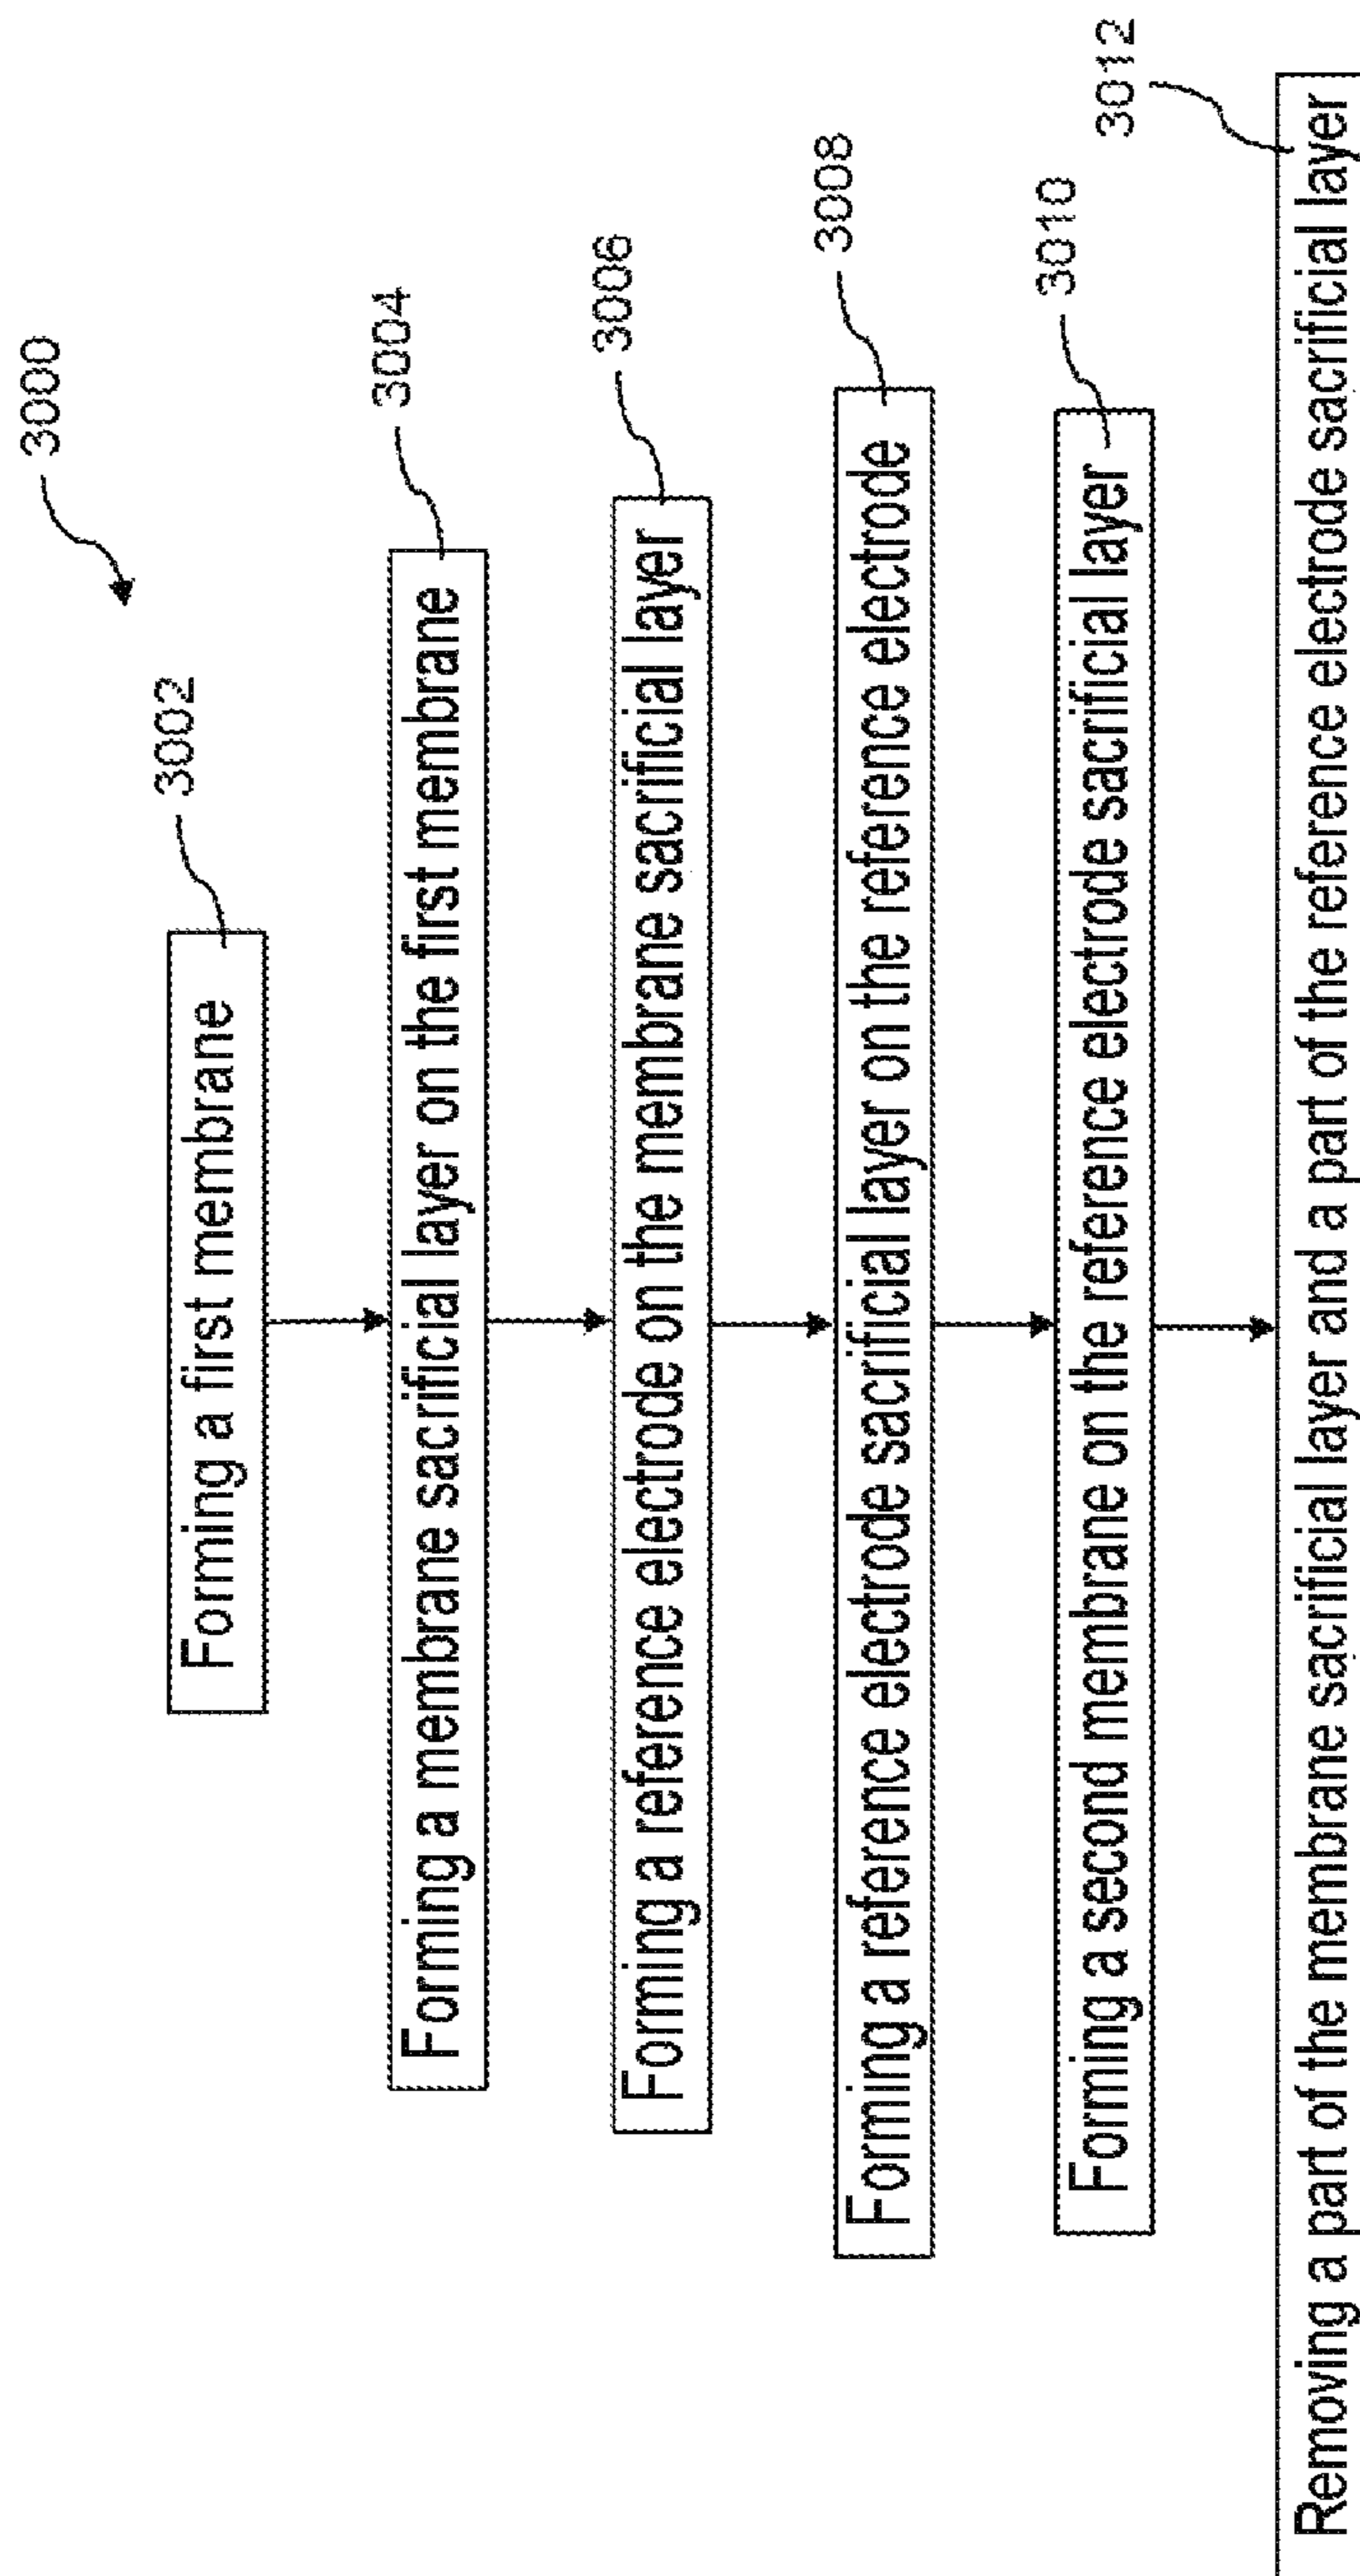 3000
3002
Forming a first membrane
3004
Forming a membrane sacrificial layer on the first membrane
3006
Forming a reference electrode on the membrane sacrificial layer
3008
Forming a reference electrode sacrificial layer on the reference electrode
3010
Forming a second membrane on the reference electrode sacrificial layer
3012
Removing a part of the membrane sacrificial layer and a part of the reference electrode sacrificial layer